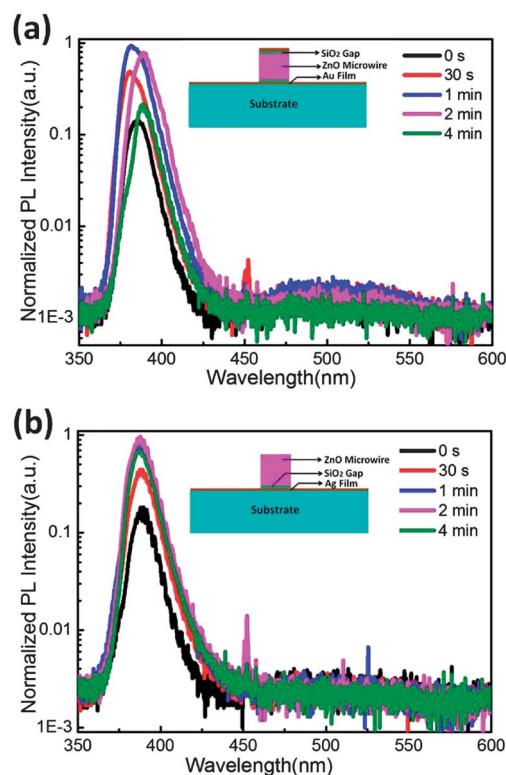 (a)
Normalized PL Intensity(a.u.)
1
0.1
0.01
1E-3
SiO₂ Gap
ZnO Microwire
Au Film
Substrate
0 s
30 s
1 min
2 min
4 min
350 400 450 500 550 600
Wavelength(nm)
(b)
Normalized PL Intensity(a.u.)
1
0.1
0.01
1E-3
ZnO Microwire
SiO₂ Gap
Ag Film
Substrate
0 s
30 s
1 min
2 min
4 min
350 400 450 500 550 600
Wavelength(nm)